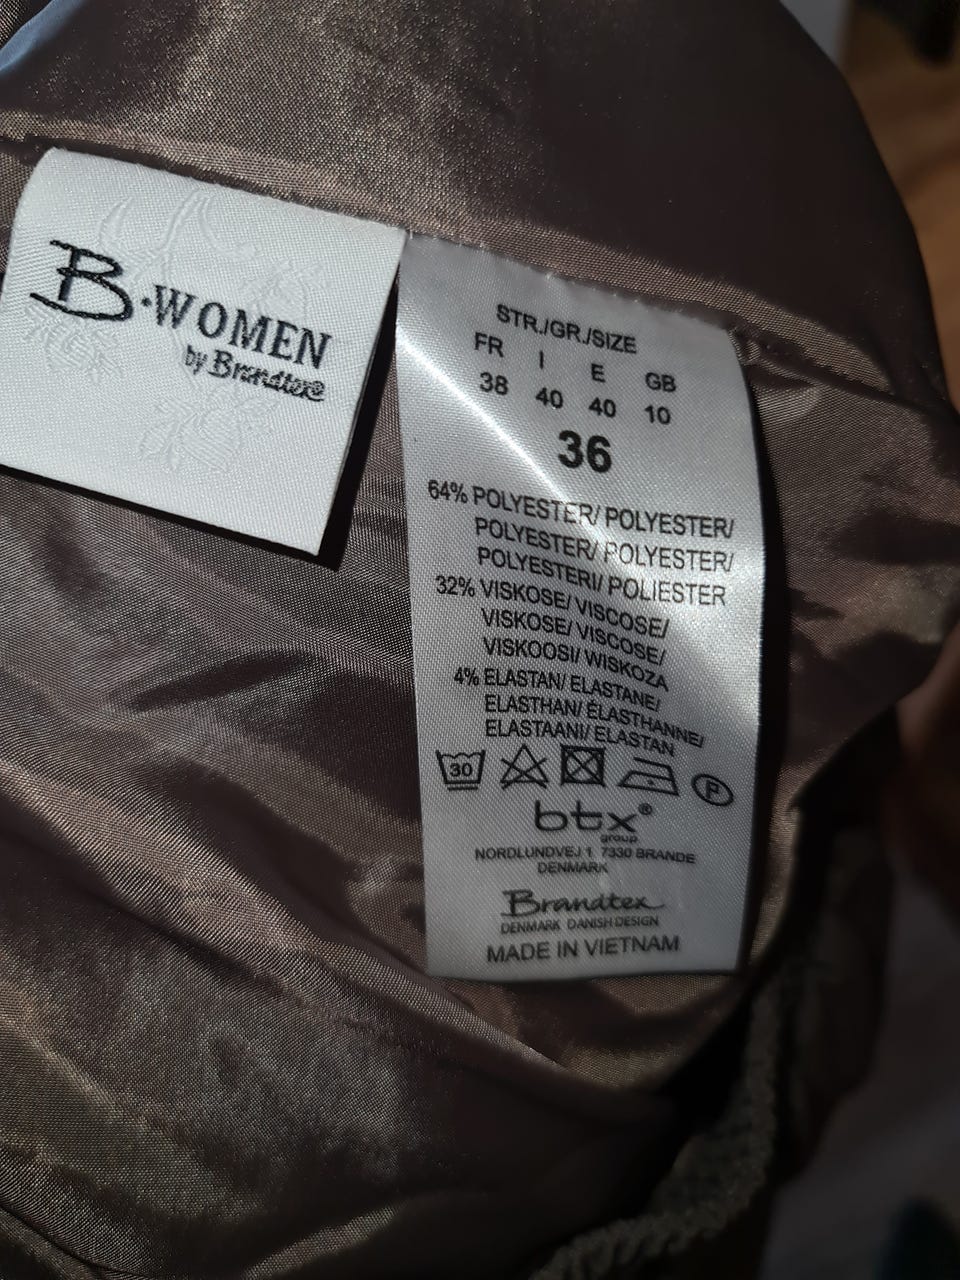 B·WOMEN
by Brandtex®
STR./GR./SIZE
FR I E GB
38 40 40 10
36
64% POLYESTER/ POLYESTER/
POLYESTER/ POLYESTER/
POLYESTERI/ POLIESTER
32% VISKOSE/ VISCOSE/
VISKOSE/ VISCOSE/
VISKOOSI/ WISKOZA
4% ELASTAN/ ELASTANE/
ELASTHAN/ ÉLASTHANNE/
ELASTAANI/ ELASTAN
30 P
btx®
group
NORDLUNDVEJ 1, 7330 BRANDE
DENMARK
Brandtex
DENMARK DANISH DESIGN
MADE IN VIETNAM